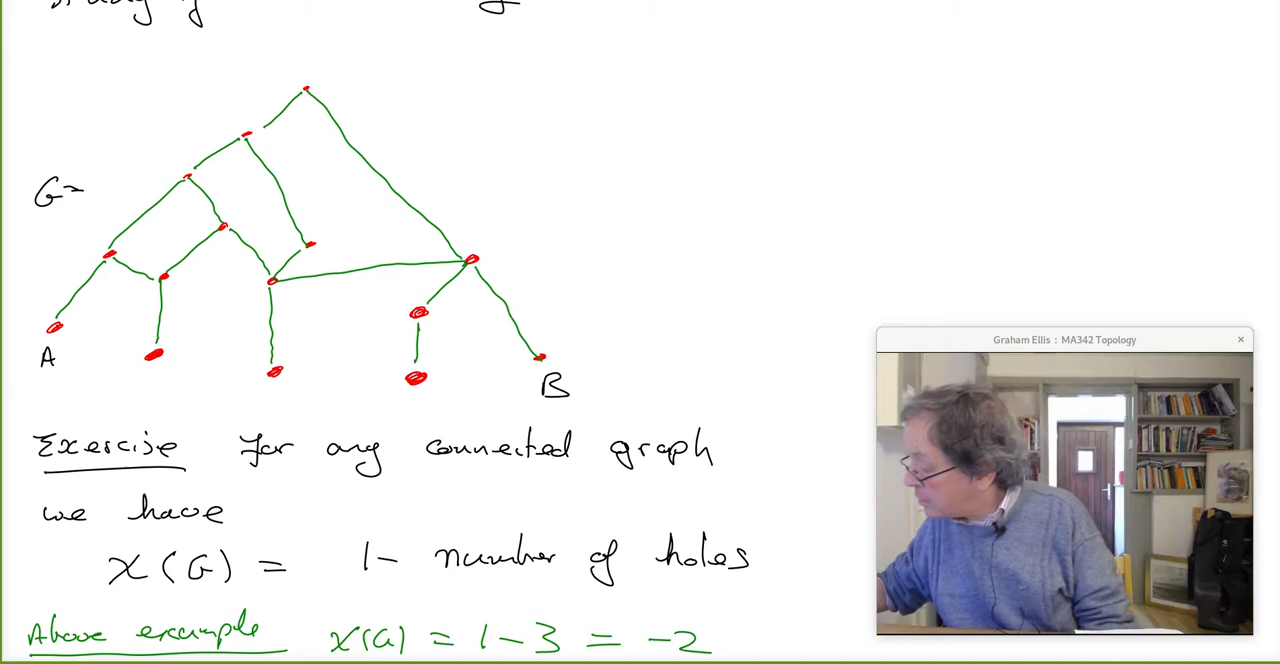 G=
A
B
Exercise For any connected graph
we have
χ(G) = 1- number of holes
Above example χ(G) = 1-3 = -2
Graham Ellis : MA342 Topology